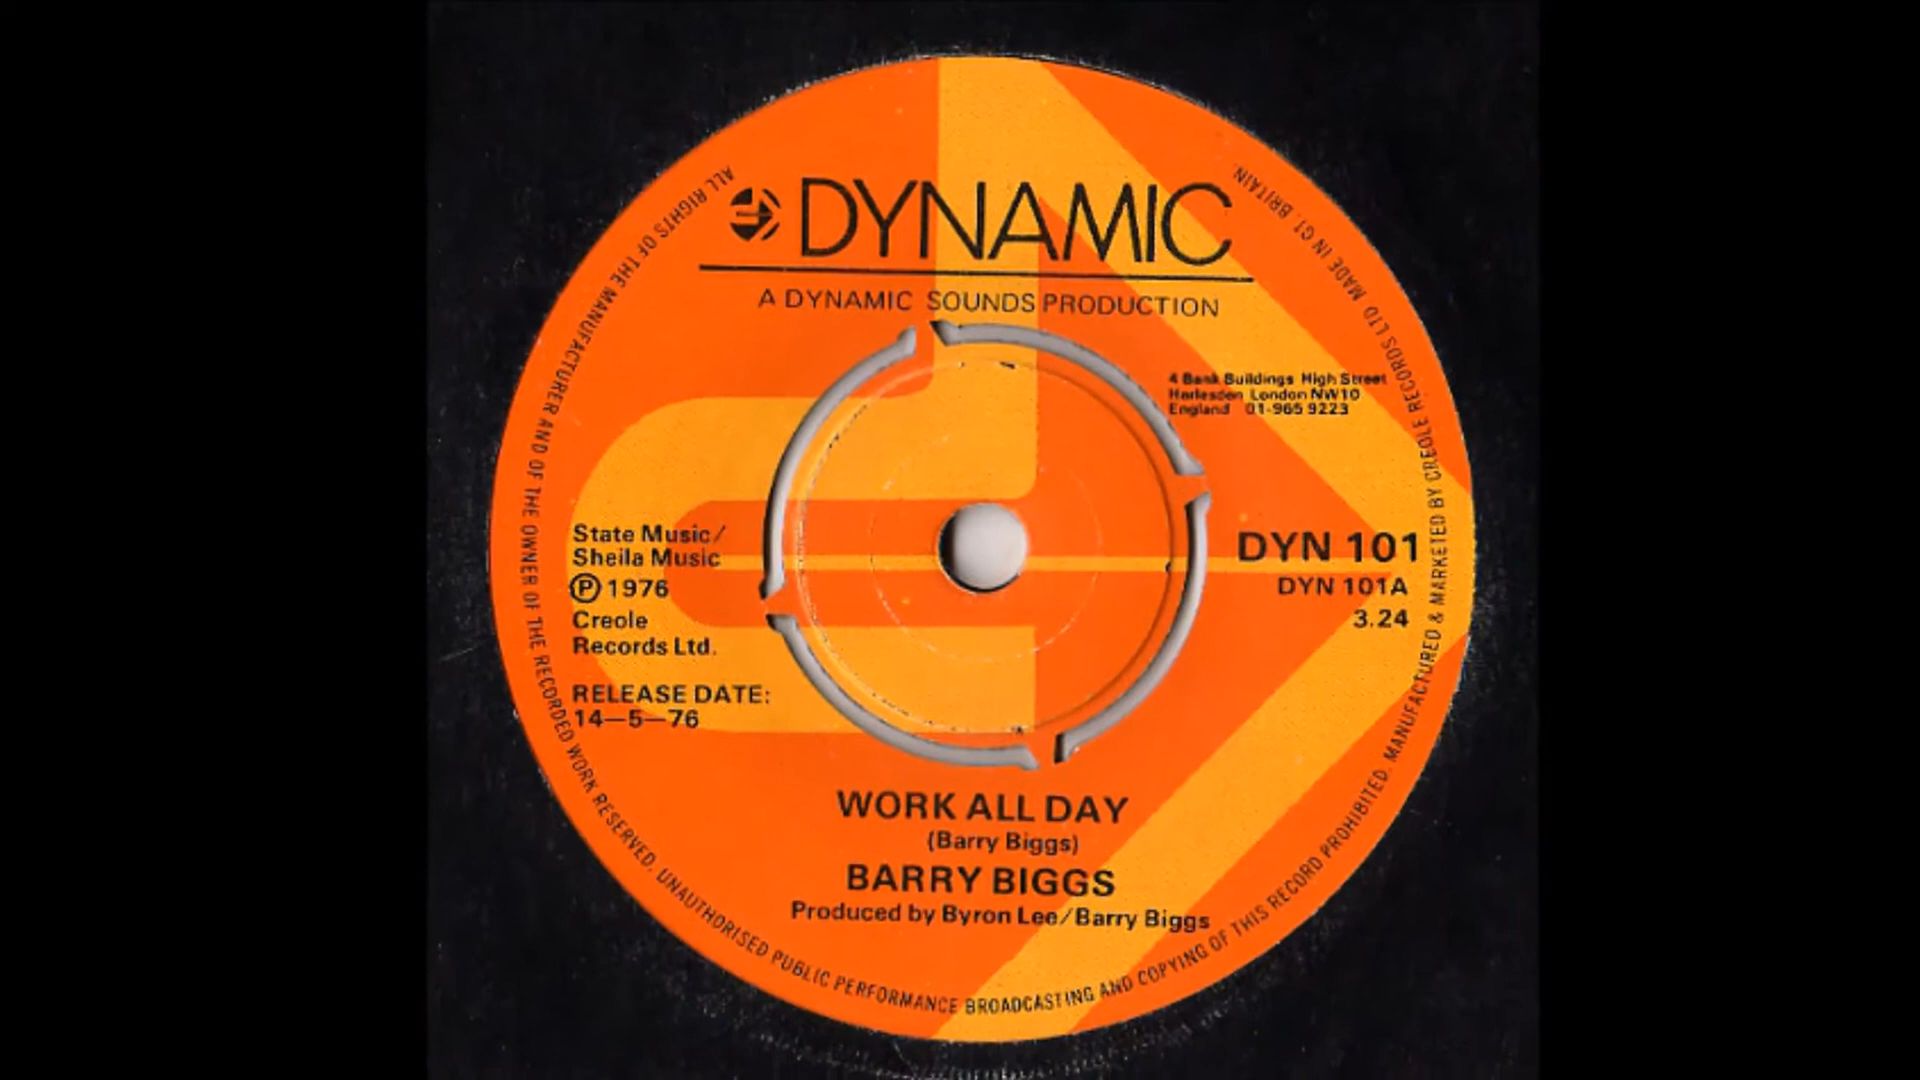 DYNAMIC
A DYNAMIC SOUNDS PRODUCTION
4 Bank Buildings High Street
Harlesden London NW10
England 01-965 9223
State Music/
Sheila Music
Ⓟ 1976
Creole
Records Ltd.
RELEASE DATE:
14—5—76
DYN 101
DYN 101A
3.24
WORK ALL DAY
(Barry Biggs)
BARRY BIGGS
Produced by Byron Lee/Barry Biggs
ALL RIGHTS OF THE MANUFACTURER AND OF THE OWNER OF THE RECORDED WORK RESERVED. UNAUTHORISED PUBLIC PERFORMANCE BROADCASTING AND COPYING OF THIS RECORD PROHIBITED. MANUFACTURED & MARKETED BY CREOLE RECORDS LTD MADE IN GT. BRITAIN.